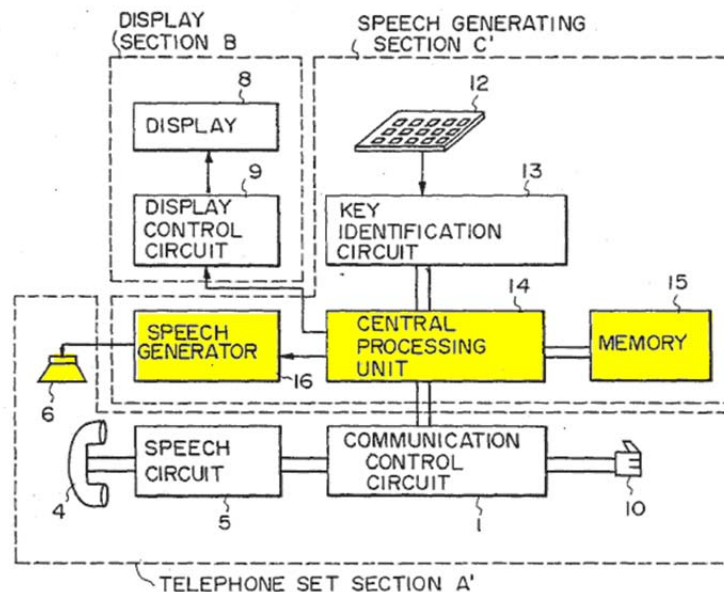 DISPLAY
SECTION B
SPEECH GENERATING
SECTION C'
8
DISPLAY
12
9
DISPLAY
CONTROL
CIRCUIT
13
KEY
IDENTIFICATION
CIRCUIT
14
15
SPEECH
GENERATOR
CENTRAL
PROCESSING
UNIT
MEMORY
16
6
SPEECH
CIRCUIT
COMMUNICATION
CONTROL
CIRCUIT
4
5
1
10
TELEPHONE SET SECTION A'